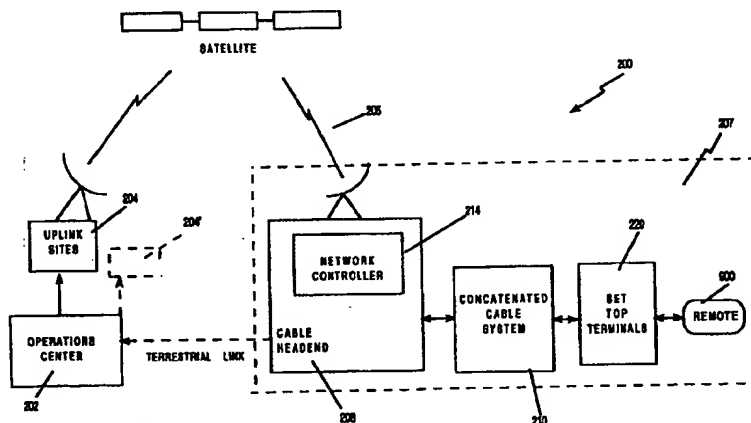 SATELLITE
200
205
207
204
UPLINK
SITES
204'
214
NETWORK
CONTROLLER
220
900
CONCATENATED
CABLE
SYSTEM
SET
TOP
TERMINALS
REMOTE
OPERATIONS
CENTER
CABLE
HEADEND
TERRESTRIAL LINK
202
208
210